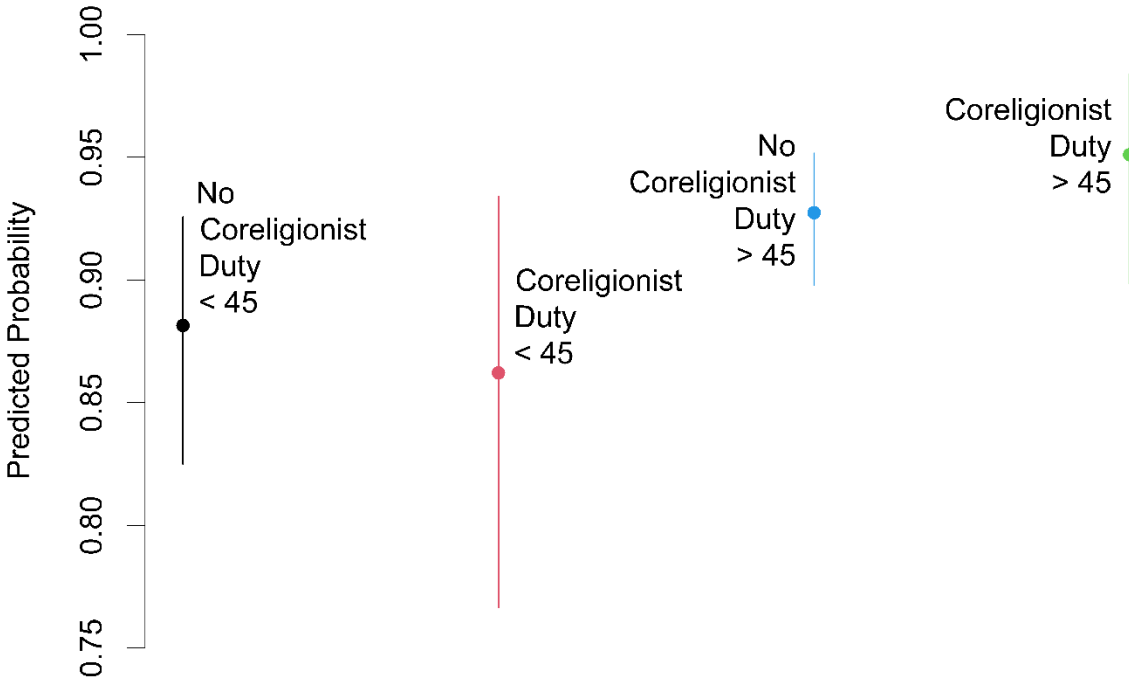 Predicted Probability
1.00
0.95
0.90
0.85
0.80
0.75
No
Coreligionist
Duty
< 45
Coreligionist
Duty
< 45
No
Coreligionist
Duty
> 45
Coreligionist
Duty
> 45